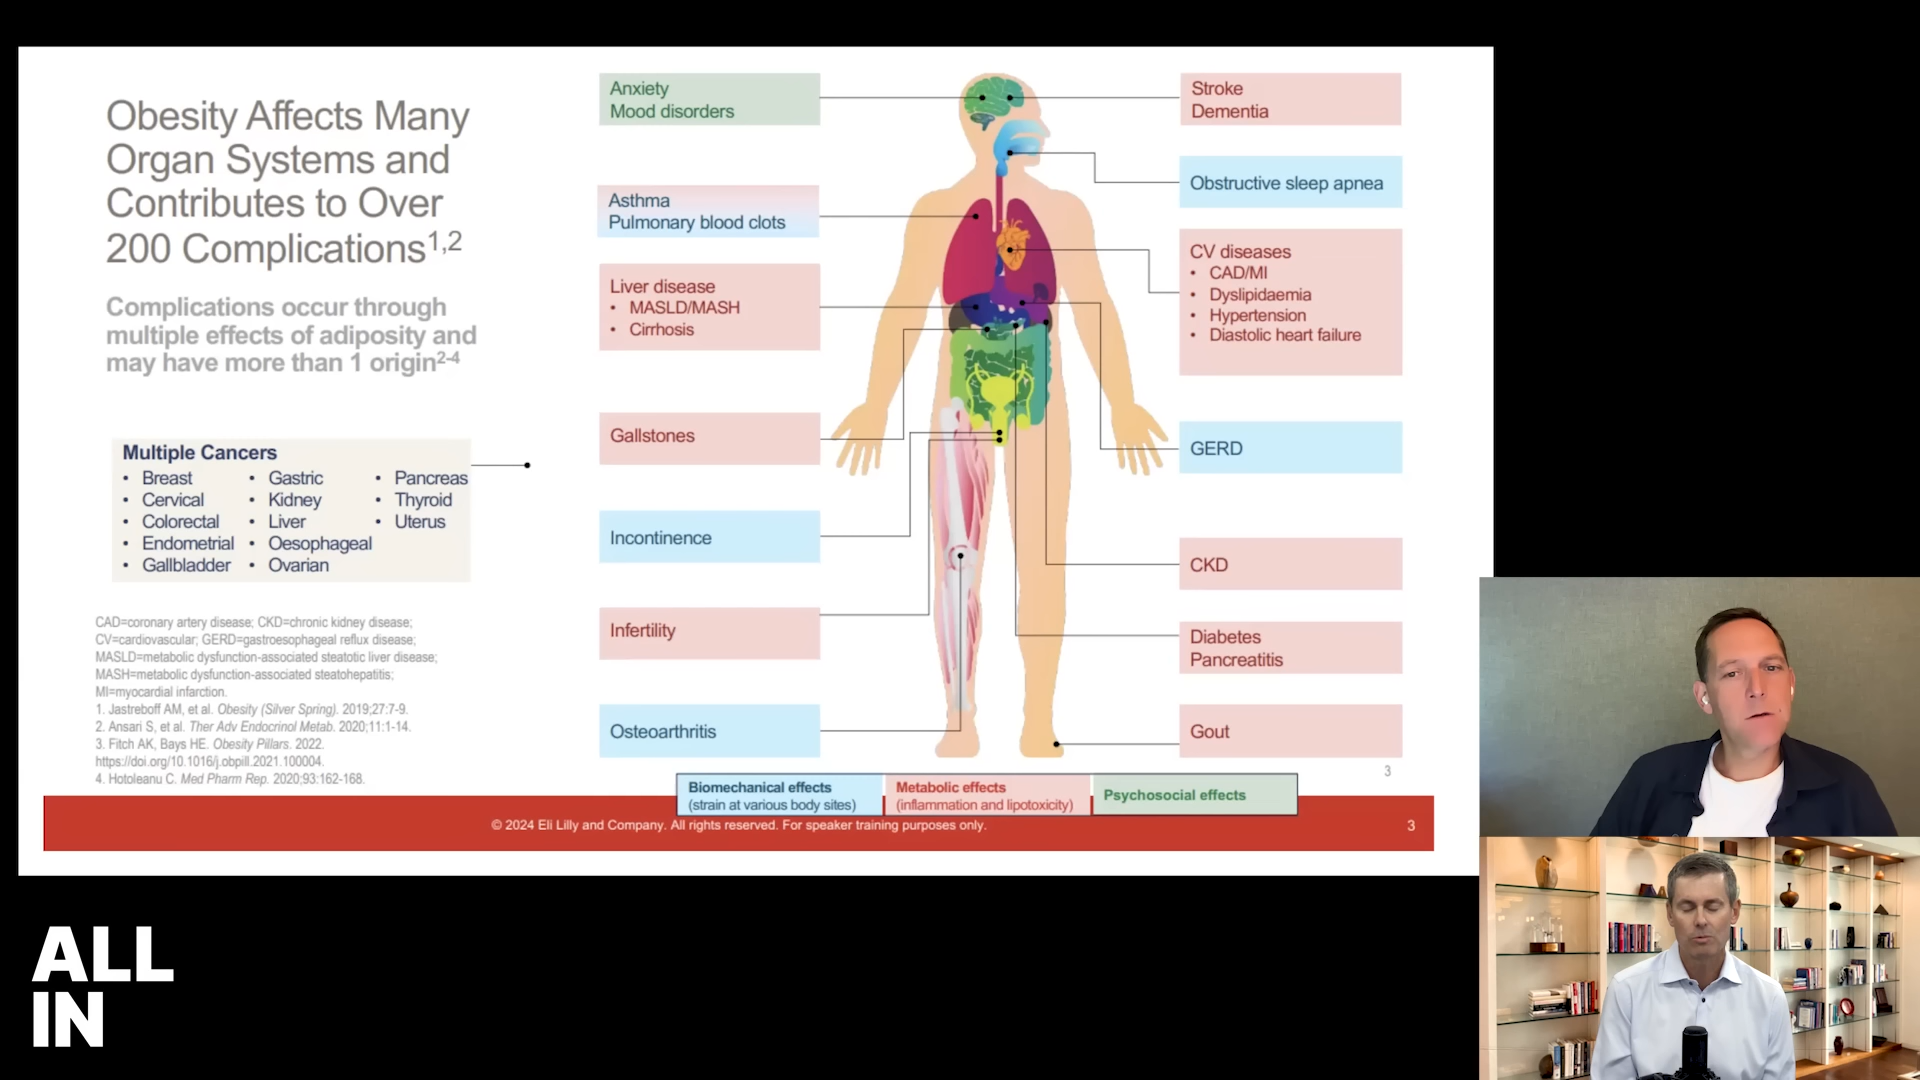 Obesity Affects Many
Organ Systems and
Contributes to Over
200 Complications1,2
Complications occur through
multiple effects of adiposity and
may have more than 1 origin2-4
Multiple Cancers
• Breast
• Cervical
• Colorectal
• Endometrial
• Gallbladder
• Gastric
• Kidney
• Liver
• Oesophageal
• Ovarian
• Pancreas
• Thyroid
• Uterus
CAD=coronary artery disease; CKD=chronic kidney disease;
CV=cardiovascular; GERD=gastroesophageal reflux disease;
MASLD=metabolic dysfunction-associated steatotic liver disease;
MASH=metabolic dysfunction-associated steatohepatitis;
MI=myocardial infarction.
1. Jastreboff AM, et al. Obesity (Silver Spring). 2019;27:7-9.
2. Ansari S, et al. Ther Adv Endocrinol Metab. 2020;11:1-14.
3. Fitch AK, Bays HE. Obesity Pillars. 2022.
https://doi.org/10.1016/j.obpill.2021.100004.
4. Hotoleanu C. Med Pharm Rep. 2020;93:162-168.
Anxiety
Mood disorders
Asthma
Pulmonary blood clots
Liver disease
• MASLD/MASH
• Cirrhosis
Gallstones
Incontinence
Infertility
Osteoarthritis
Stroke
Dementia
Obstructive sleep apnea
CV diseases
• CAD/MI
• Dyslipidaemia
• Hypertension
• Diastolic heart failure
GERD
CKD
Diabetes
Pancreatitis
Gout
3
Biomechanical effects
(strain at various body sites)
Metabolic effects
(inflammation and lipotoxicity)
Psychosocial effects
© 2024 Eli Lilly and Company. All rights reserved. For speaker training purposes only.
3
ALL
IN